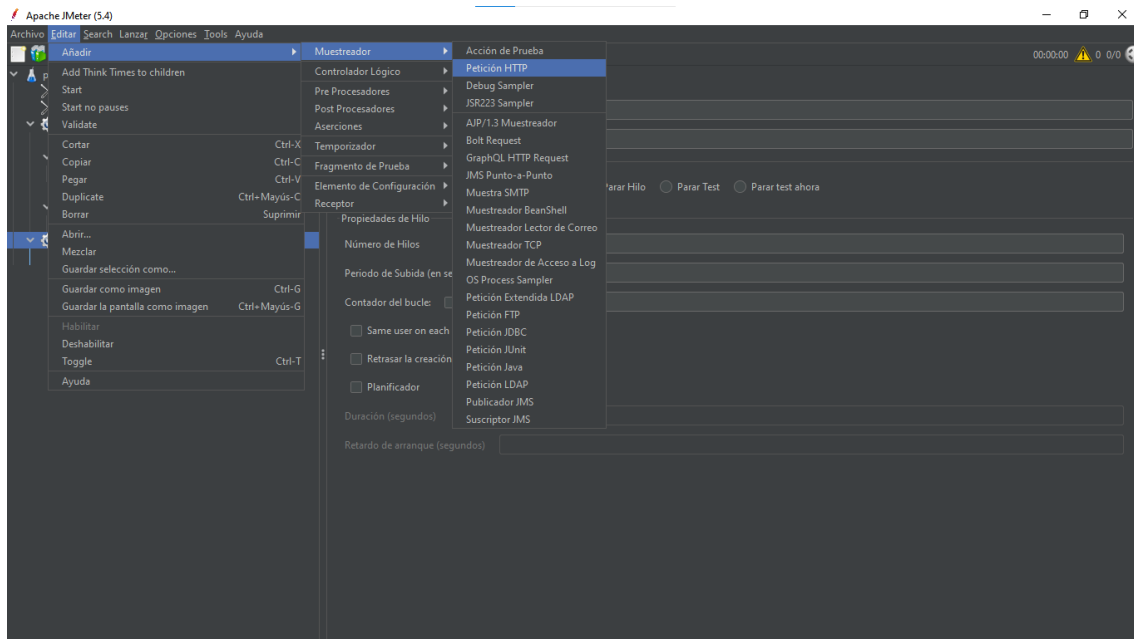 Apache JMeter (5.4)
Archivo Editar Search Lanzar Opciones Tools Ayuda
00:00:00 0 0/0
Añadir
Add Think Times to children
Start
Start no pauses
Validate
Cortar Ctrl-X
Copiar Ctrl-C
Pegar Ctrl-V
Duplicate Ctrl+Mayús-C
Borrar Suprimir
Abrir...
Mezclar
Guardar selección como...
Guardar como imagen Ctrl-G
Guardar la pantalla como imagen Ctrl+Mayús-G
Habilitar
Deshabilitar
Toggle Ctrl-T
Ayuda
Muestreador
Controlador Lógico
Pre Procesadores
Post Procesadores
Aserciones
Temporizador
Fragmento de Prueba
Elemento de Configuración
Receptor
Acción de Prueba
Petición HTTP
Debug Sampler
JSR223 Sampler
AJP/1.3 Muestreador
Bolt Request
GraphQL HTTP Request
JMS Punto-a-Punto
Muestra SMTP
Muestreador BeanShell
Muestreador Lector de Correo
Muestreador TCP
Muestreador de Acceso a Log
OS Process Sampler
Petición Extendida LDAP
Petición FTP
Petición JDBC
Petición JUnit
Petición Java
Petición LDAP
Publicador JMS
Suscriptor JMS
Parar Hilo Parar Test Parar test ahora
Propiedades de Hilo
Número de Hilos
Periodo de Subida (en se
Contador del bucle:
Same user on each
Retrasar la creación
Planificador
Duración (segundos)
Retardo de arranque (segundos)